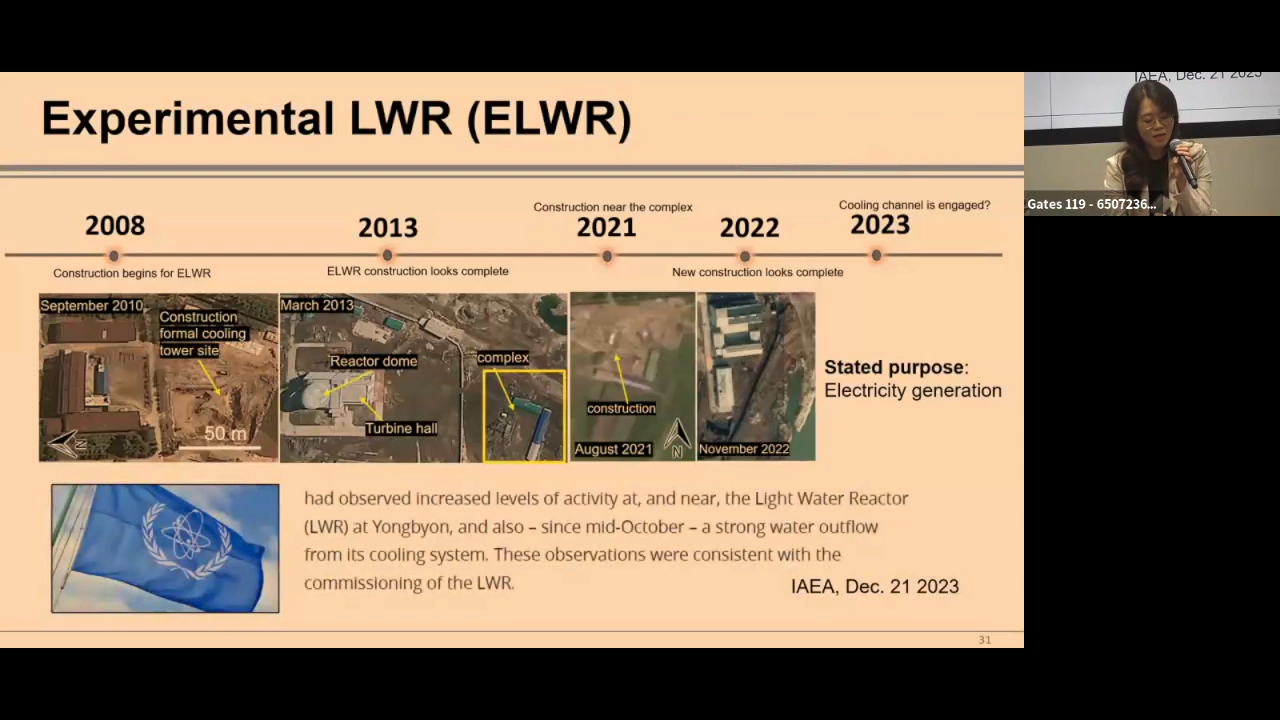 Experimental LWR (ELWR)
Construction near the complex
Cooling channel is engaged?
2008
2013
2021
2022
2023
Construction begins for ELWR
ELWR construction looks complete
New construction looks complete
September 2010
Construction
formal cooling
tower site
50 m
N
March 2013
Reactor dome
Turbine hall
complex
construction
August 2021
N
November 2022
Stated purpose:
Electricity generation
had observed increased levels of activity at, and near, the Light Water Reactor
(LWR) at Yongbyon, and also – since mid-October – a strong water outflow
from its cooling system. These observations were consistent with the
commissioning of the LWR.
IAEA, Dec. 21 2023
31
IAEA, Dec. 21 2023
Gates 119 - 6507236...